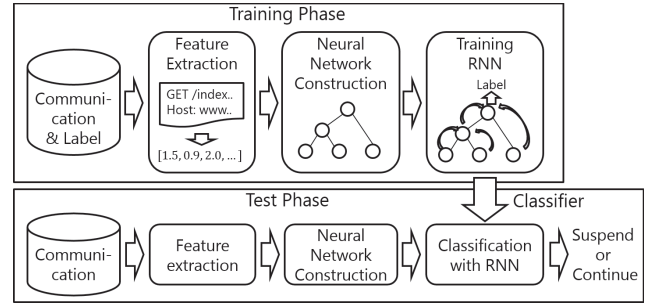 Training Phase
Communi-
cation
& Label
Feature
Extraction
GET /index..
Host: www..
[1.5, 0.9, 2.0, ...]
Neural
Network
Construction
Training
RNN
Label
Test Phase
Classifier
Communi-
cation
Feature
extraction
Neural
Network
Construction
Classification
with RNN
Suspend
or
Continue